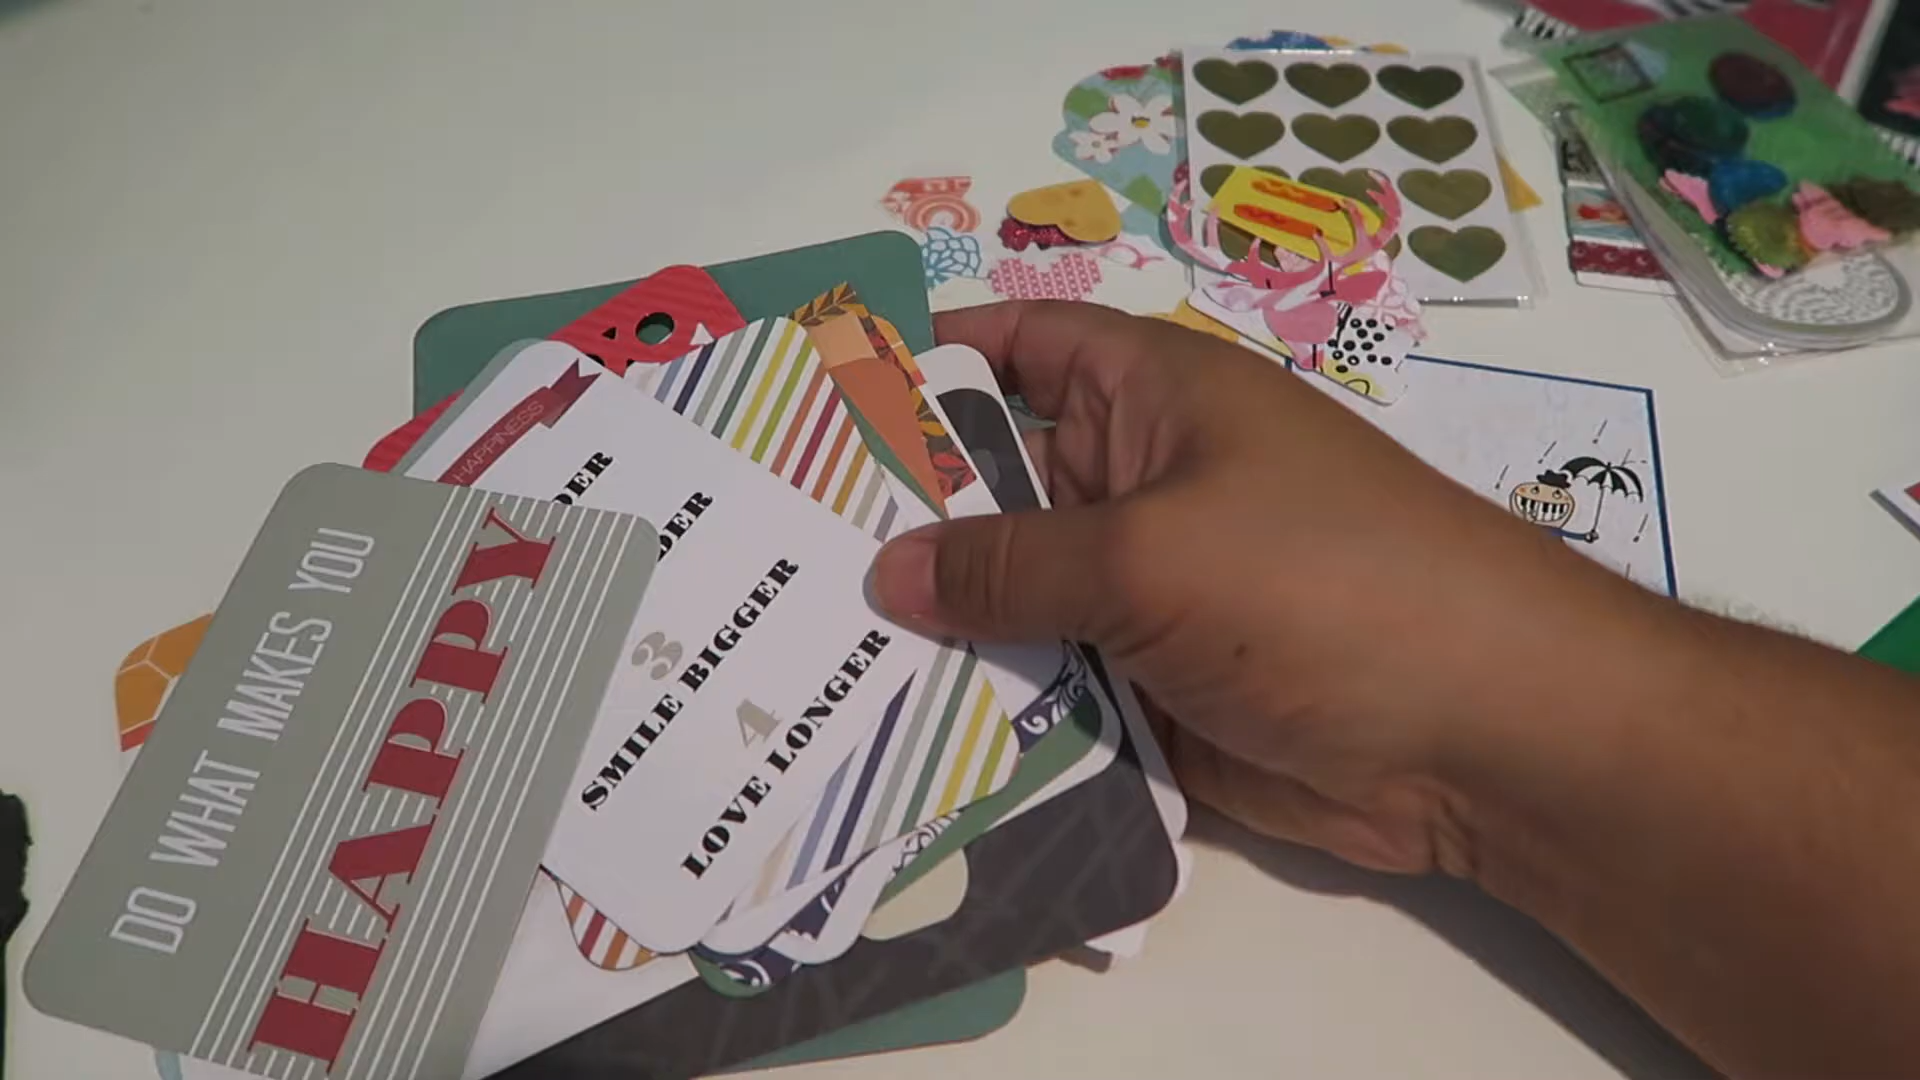 DO WHAT MAKES YOU
HAPPY
HAPPINESS
DER
DER
3
SMILE BIGGER
4
LOVE LONGER